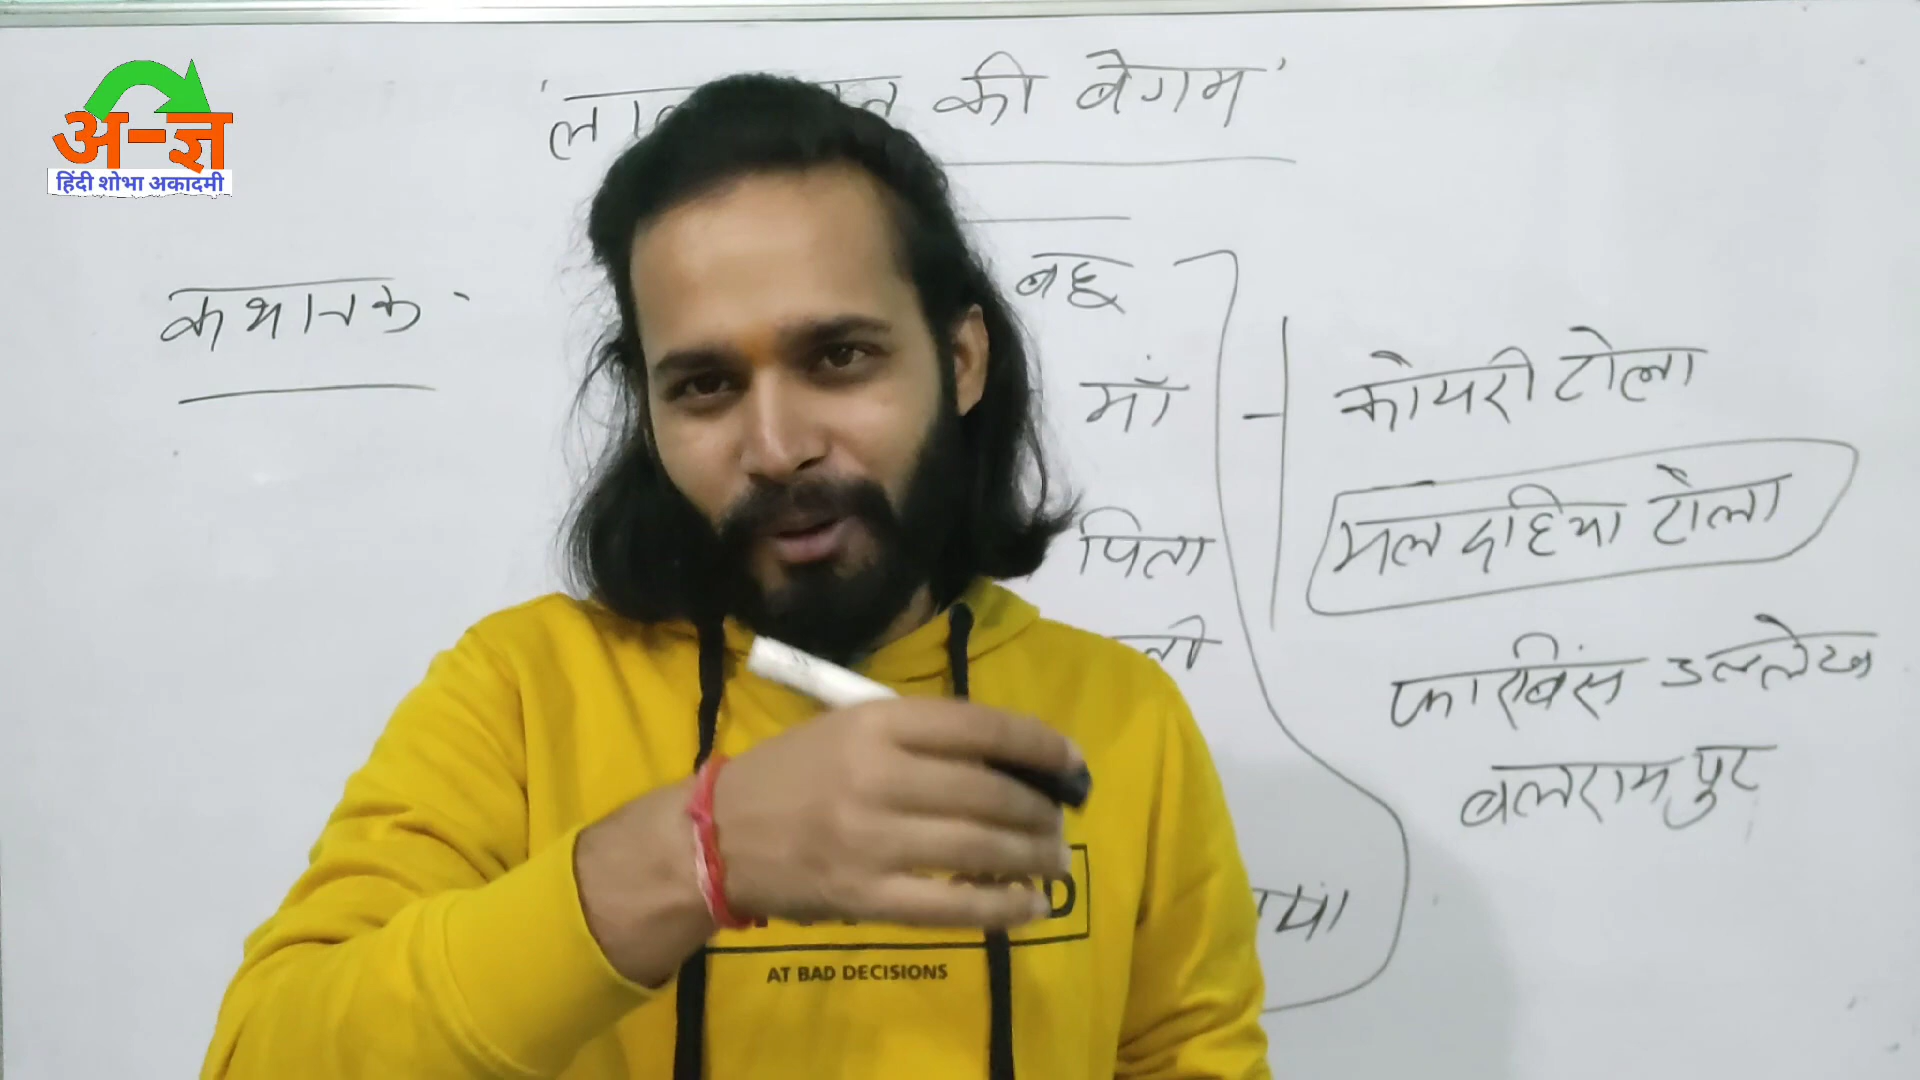 अ-ज्ञ
हिंदी शोभा अकादमी
की बेगम'
कथानक
बहू
माँ
पिता
कोयरी टोला
मलदहिया टोला
फारबिंस उल्लेख
बलरामपुर
AT BAD DECISIONS